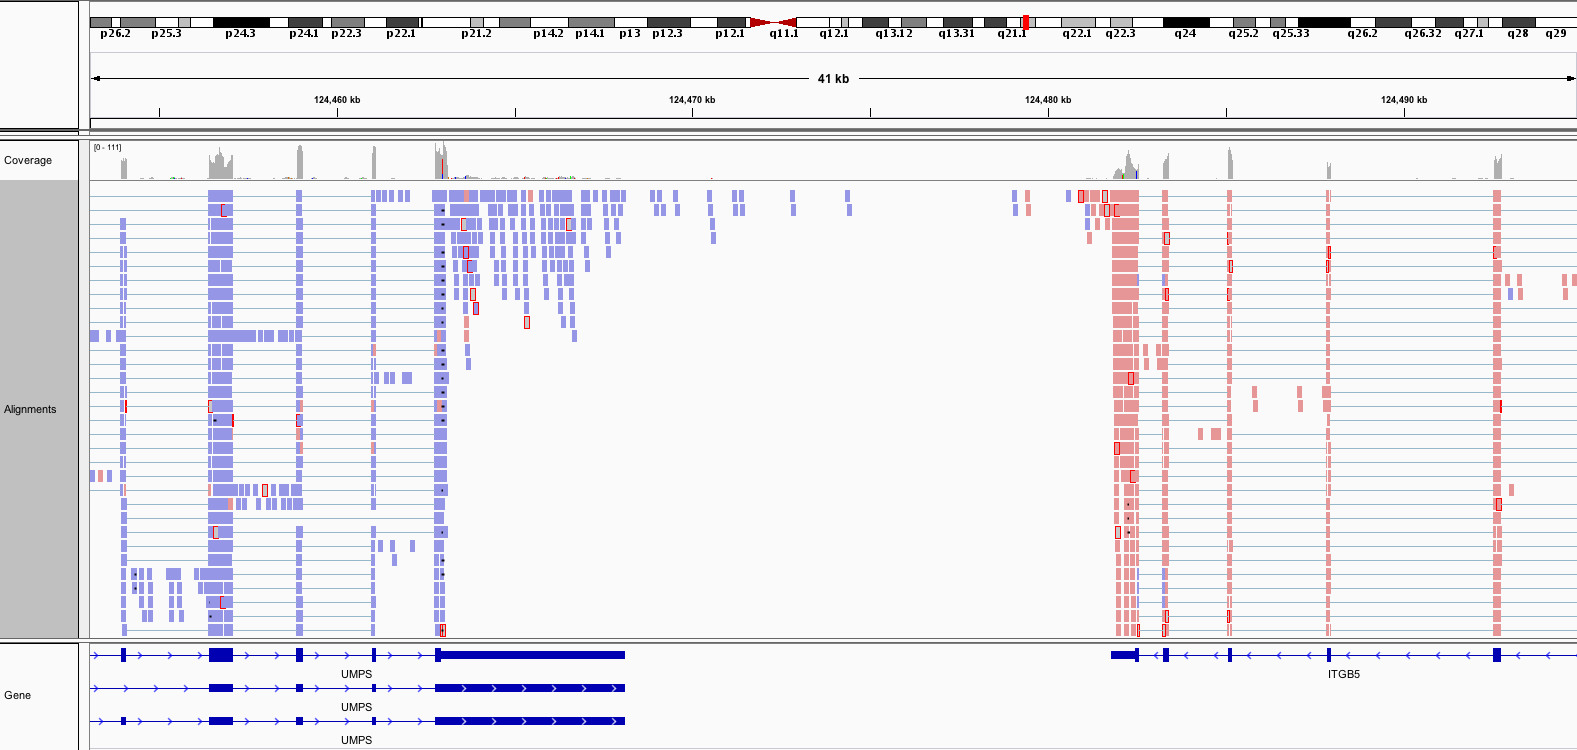 p26.2 p25.3 p24.3 p24.1 p22.3 p22.1 p21.2 p14.2 p14.1 p13 p12.3 p12.1 q11.1 q12.1 q13.12 q13.31 q21.1 q22.1 q22.3 q24 q25.2 q25.33 q26.2 q26.32 q27.1 q28 q29
41 kb
124,460 kb 124,470 kb 124,480 kb 124,490 kb
[0 - 111]
Coverage
Alignments
UMPS ITGB5
Gene
UMPS
UMPS